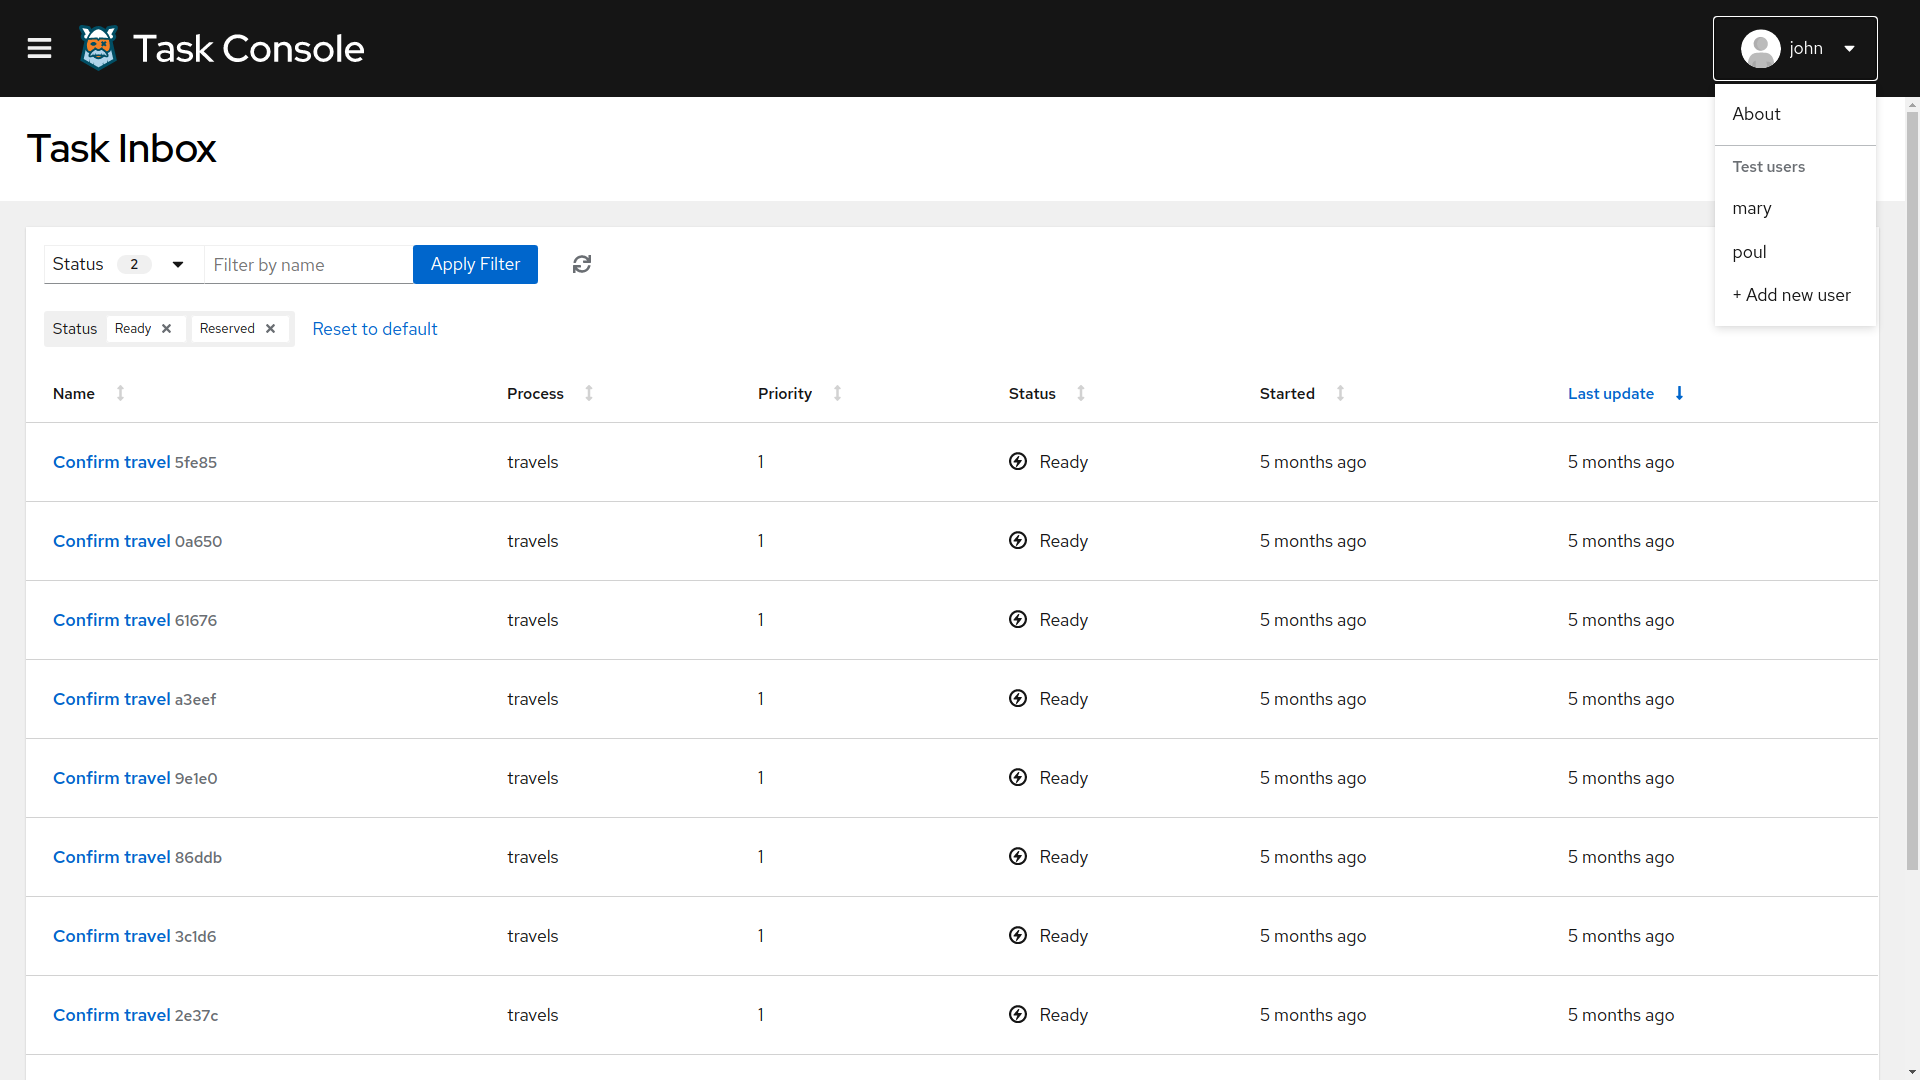 Task Console
john
About
Test users
mary
poul
+ Add new user
Task Inbox
Status 2 Filter by name Apply Filter
Status Ready Reserved Reset to default
Name Process Priority Status Started Last update
Confirm travel 5fe85 travels 1 Ready 5 months ago 5 months ago
Confirm travel 0a650 travels 1 Ready 5 months ago 5 months ago
Confirm travel 61676 travels 1 Ready 5 months ago 5 months ago
Confirm travel a3eef travels 1 Ready 5 months ago 5 months ago
Confirm travel 9e1e0 travels 1 Ready 5 months ago 5 months ago
Confirm travel 86ddb travels 1 Ready 5 months ago 5 months ago
Confirm travel 3c1d6 travels 1 Ready 5 months ago 5 months ago
Confirm travel 2e37c travels 1 Ready 5 months ago 5 months ago